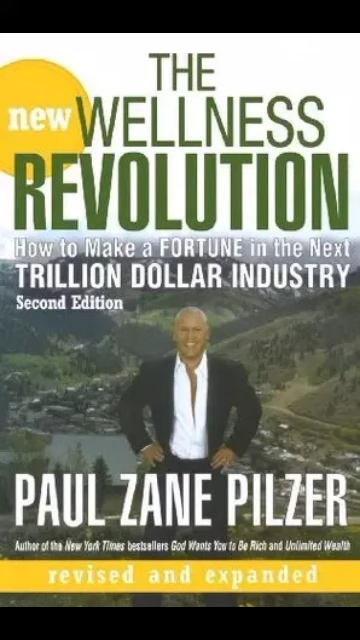 THE
new WELLNESS
REVOLUTION
How to Make a FORTUNE in the Next
TRILLION DOLLAR INDUSTRY
Second Edition
PAUL ZANE PILZER
Author of the New York Times bestsellers God Wants You to Be Rich and Unlimited Wealth
revised and expanded